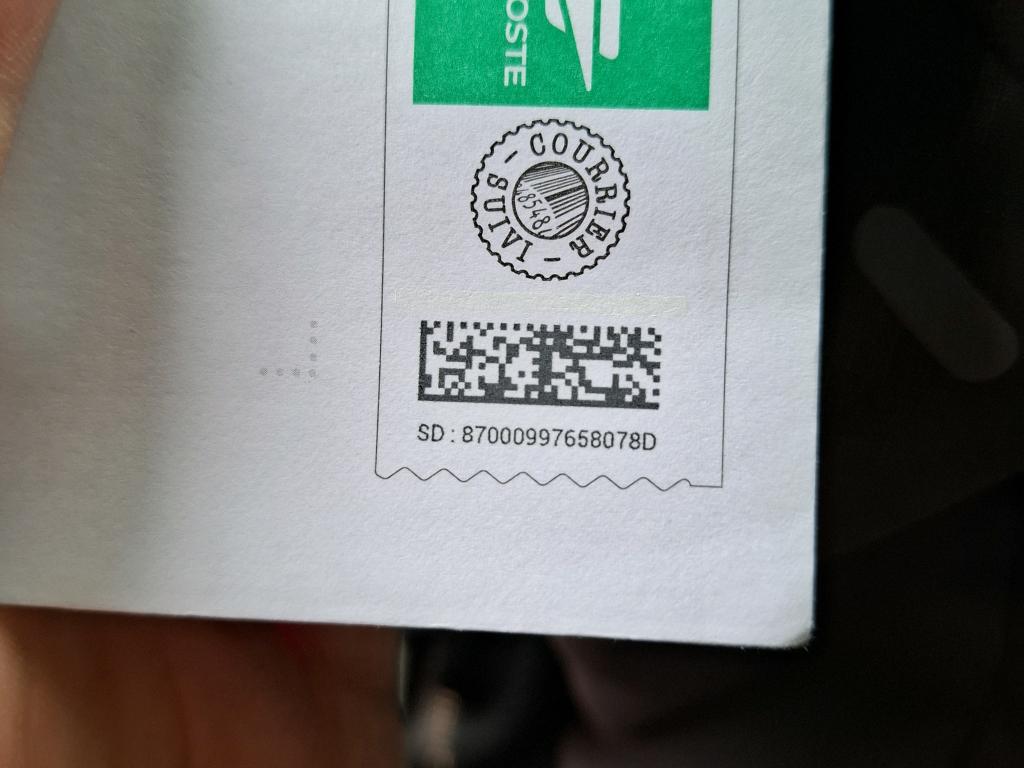 OSTE
COURRIER - SUIVI -
8548
SD : 87000997658078D